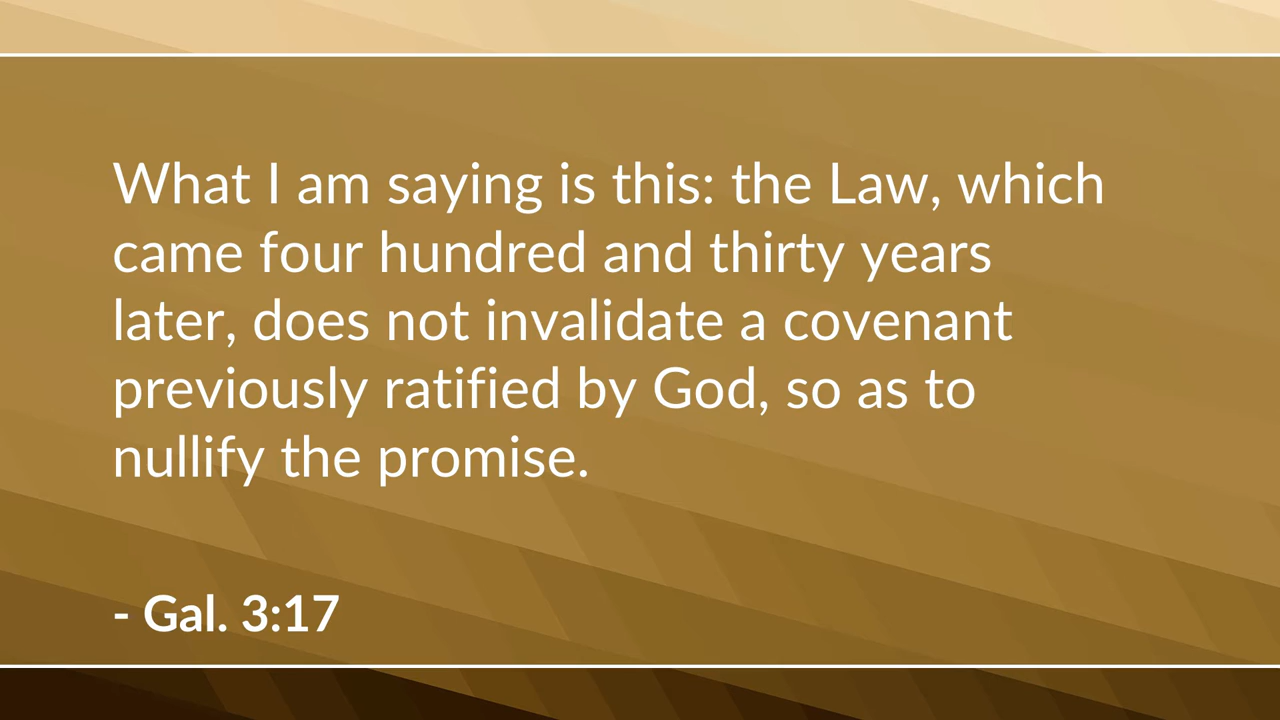 What I am saying is this: the Law, which
came four hundred and thirty years
later, does not invalidate a covenant
previously ratified by God, so as to
nullify the promise.
- Gal. 3:17